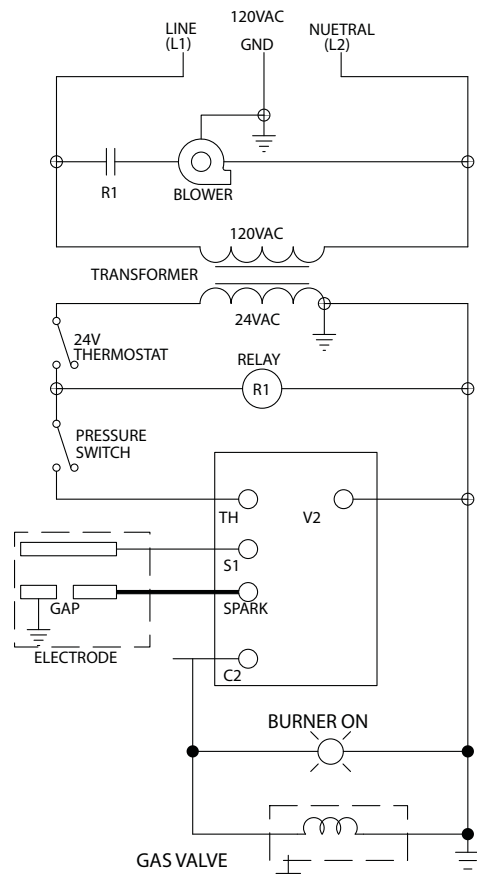 120VAC
LINE
(L1)
GND
NUETRAL
(L2)
R1
BLOWER
120VAC
TRANSFORMER
24VAC
24V
THERMOSTAT
RELAY
R1
PRESSURE
SWITCH
TH
V2
S1
GAP
SPARK
ELECTRODE
C2
BURNER ON
GAS VALVE